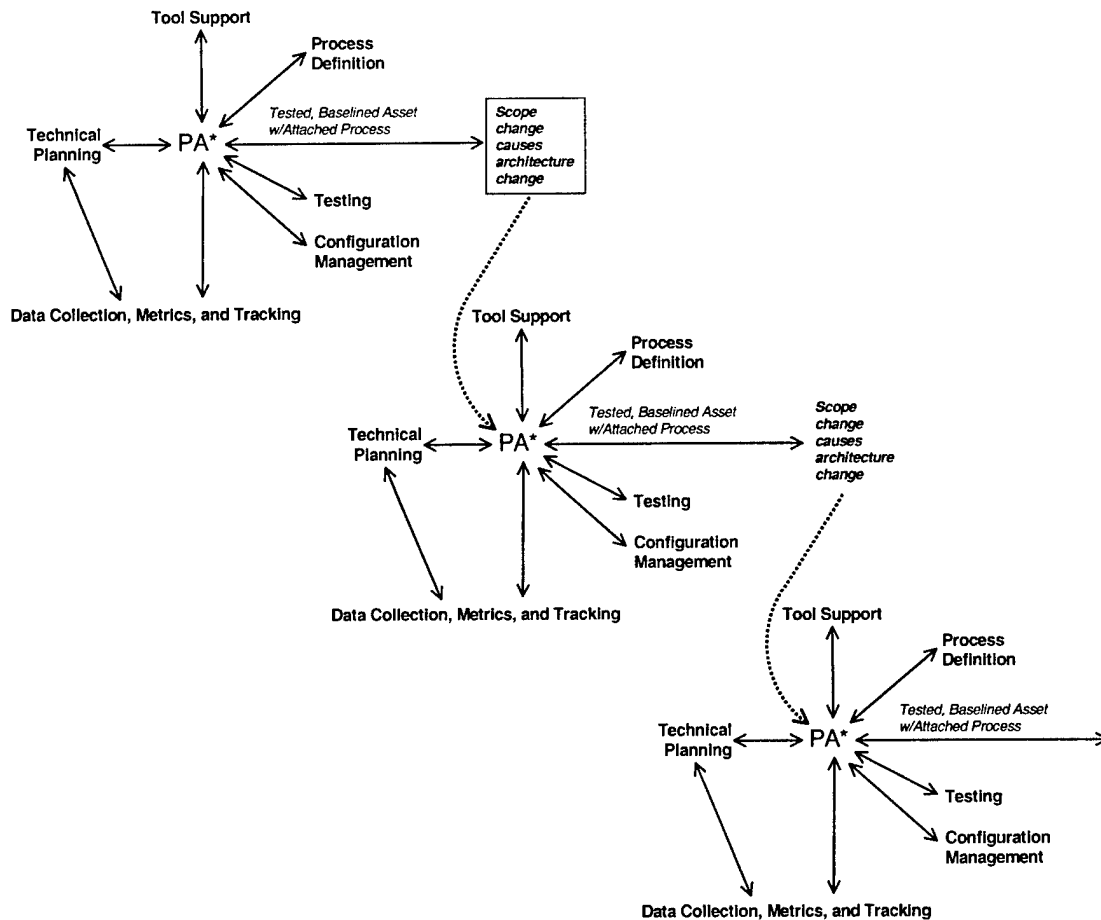 Tool Support
Process
Definition
Tested, Baselined Asset
w/Attached Process
Scope
change
causes
architecture
change
Technical
Planning
PA*
Testing
Configuration
Management
Data Collection, Metrics, and Tracking
Tool Support
Process
Definition
Tested, Baselined Asset
w/Attached Process
Scope
change
causes
architecture
change
Technical
Planning
PA*
Testing
Configuration
Management
Data Collection, Metrics, and Tracking
Tool Support
Process
Definition
Tested, Baselined Asset
w/Attached Process
Technical
Planning
PA*
Testing
Configuration
Management
Data Collection, Metrics, and Tracking